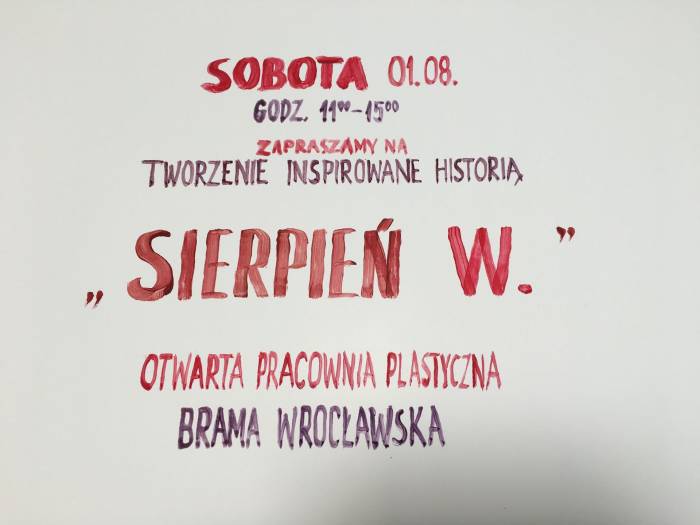 SOBOTA 01.08.
GODZ. 11⁰⁰-15⁰⁰
ZAPRASZAMY NA
TWORZENIE INSPIROWANE HISTORIĄ
„SIERPIEŃ W.”
OTWARTA PRACOWNIA PLASTYCZNA
BRAMA WROCŁAWSKA